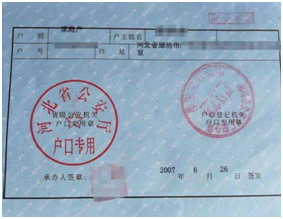 户 别 家庭户 户主姓名
户 号 住 址 河北省廊坊市
室
河北省公安厅
户口专用
省级公安机关
户口专用章
户口登记机关
户口专用章
承办人签章:
2007 年 6 月 26 日 签发